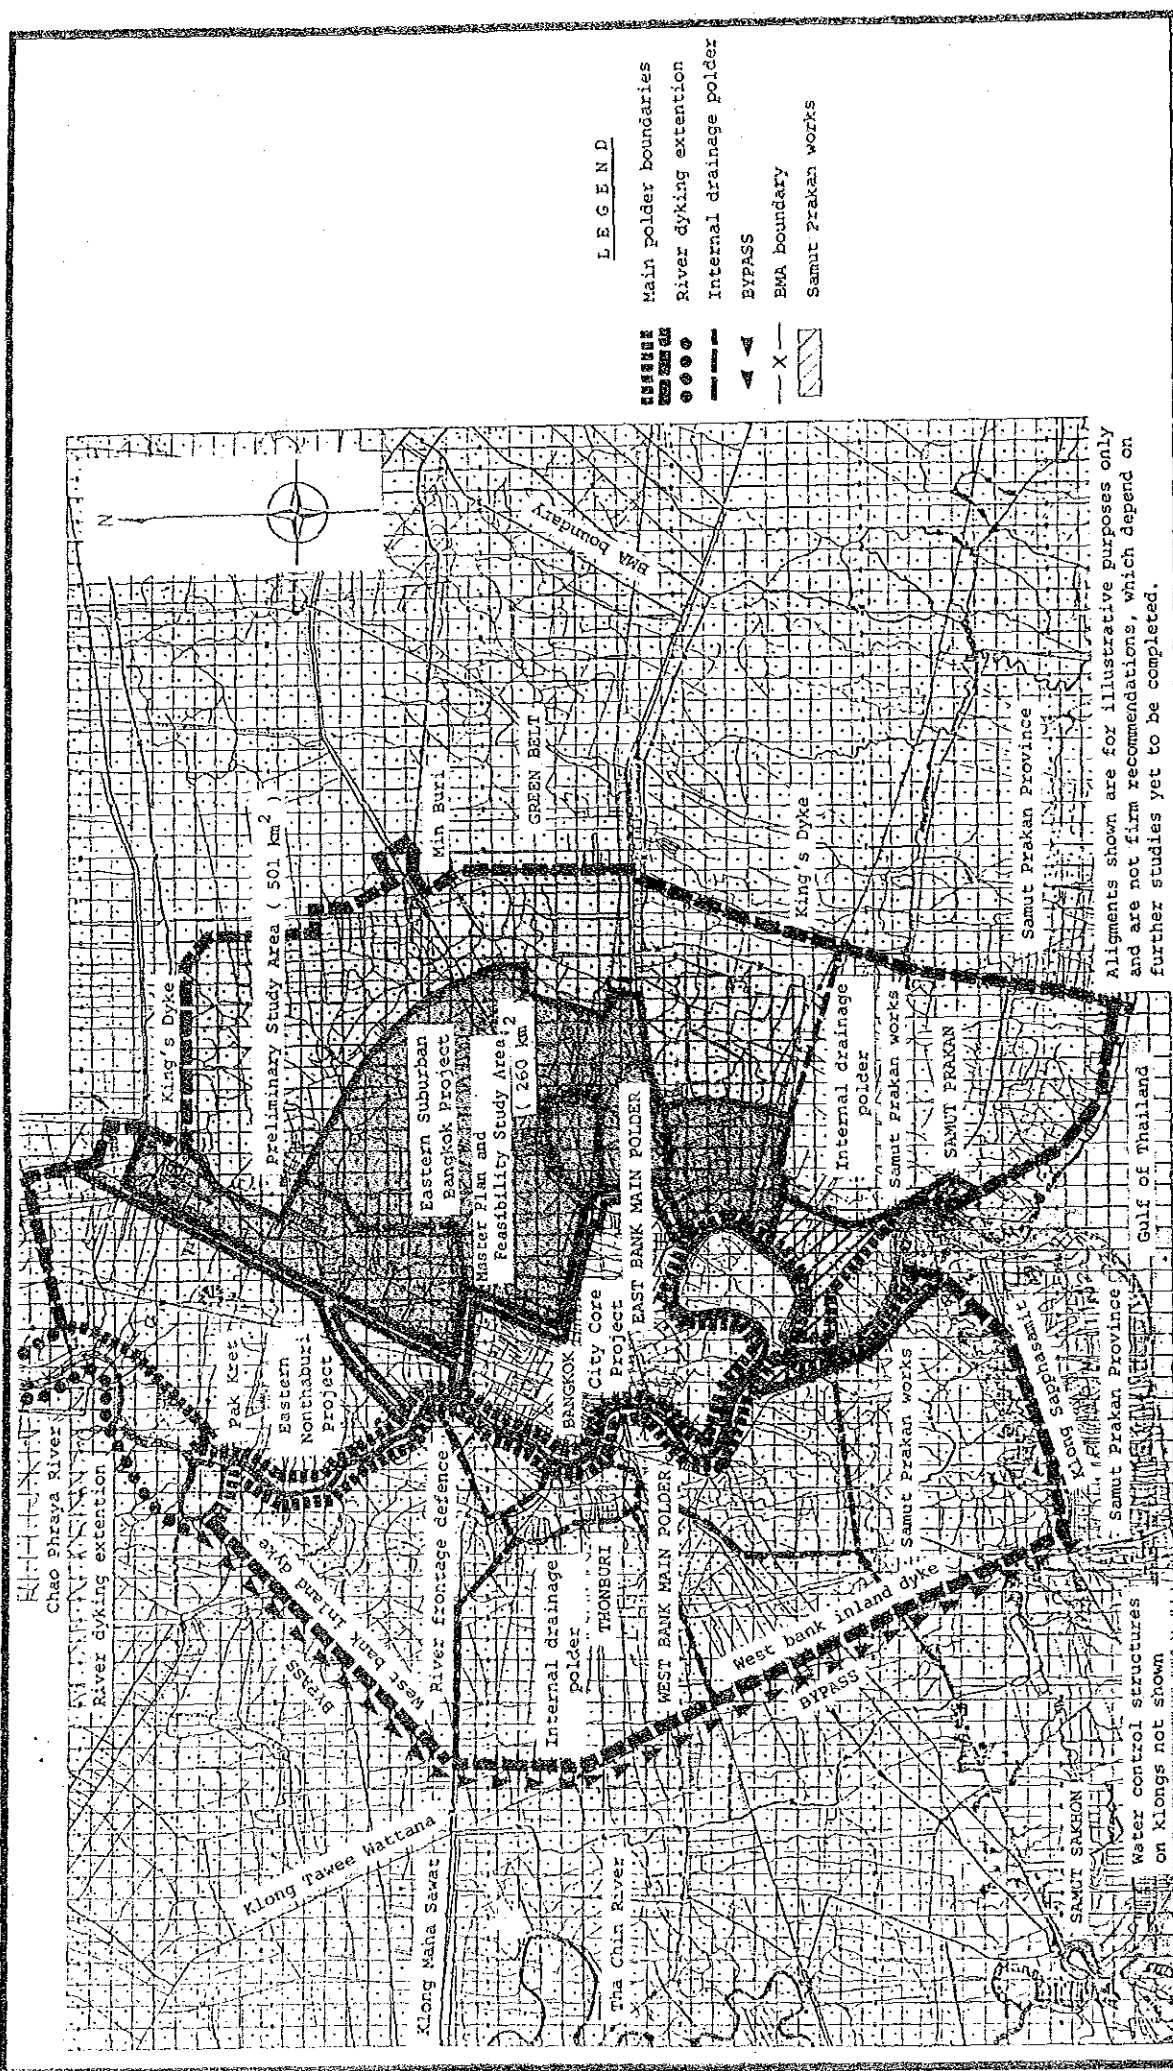 N
Chao Phraya River
River dyking extention
King's Dyke
Preliminary Study Area ( 501 km2 )
Pak Kret
Eastern
Nonthaburi
Project
BYPASS
West bank
inland dyke
Klong Tawee Wattana
Klong Maha Sawat
River frontage defence
Eastern Suburban
Bangkok Project
Master Plan and
Feasibility Study Area
( 260 km2
Min Buri
GREEN BELT
BMA boundary
Internal drainage
polder
THONBURI
BANGKOK
City Core
Project
EAST BANK MAIN POLDER
WEST BANK MAIN POLDER
Tha Chin River
West bank inland dyke
BYPASS
King's Dyke
Internal drainage
polder
Samut Prakan works
SAMUT PRAKAN
Samut Prakan works
Klong Sapphasamit
Samut Prakan Province
Samut Prakan Province
Gulf of Thailand
SAMUT SAKHON
Water control structures
on klongs not shown
Aligments shown are for illustrative purposes only
and are not firm recommendations, which depend on
further studies yet to be completed.
LEGEND
Main polder boundaries
River dyking extention
Internal drainage polder
BYPASS
BMA boundary
Samut Prakan works